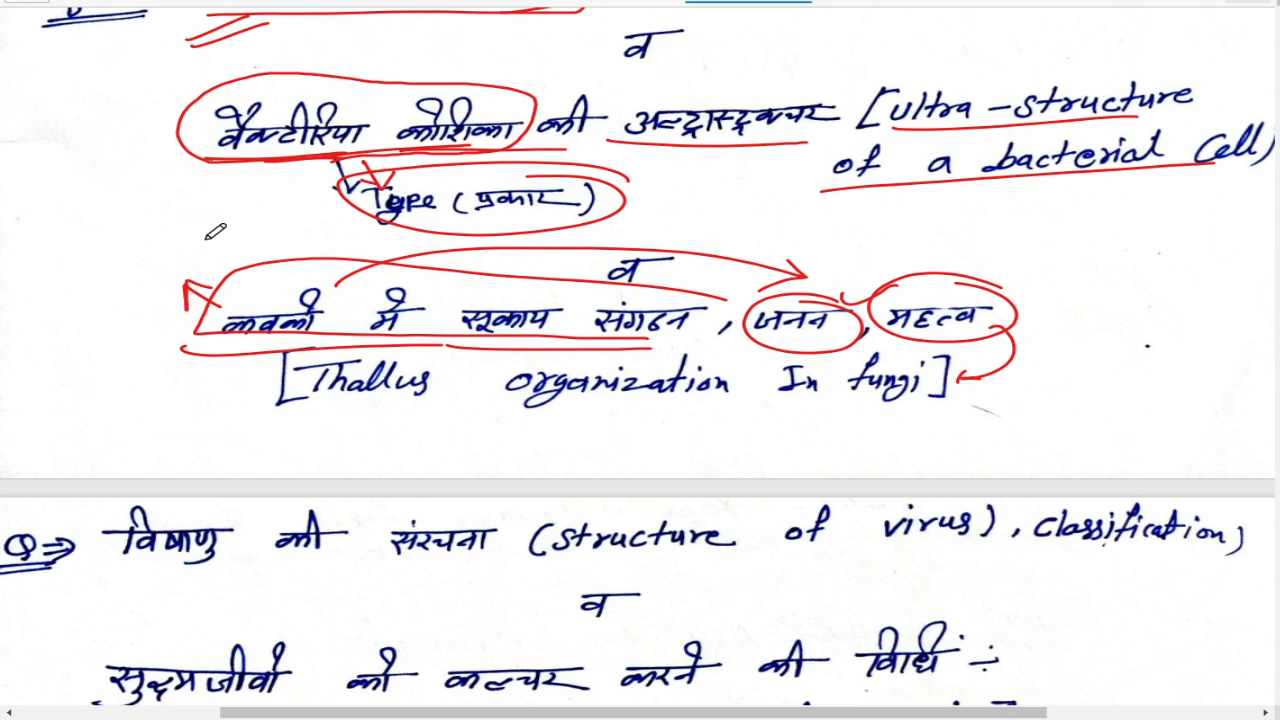 व
बैक्टीरिया कोशिका की अल्ट्रास्ट्रक्चर [Ultra-structure
of a bacterial Cell)
Type (प्रकार)
व
कवको में सूकाय संगठन, जनन, महत्व
[Thallus organization In fungi]
Q⇒ विषाणु की संरचना (structure of virus), classification)
व
सुक्ष्मजीवो को कल्चर करने की विधि ÷